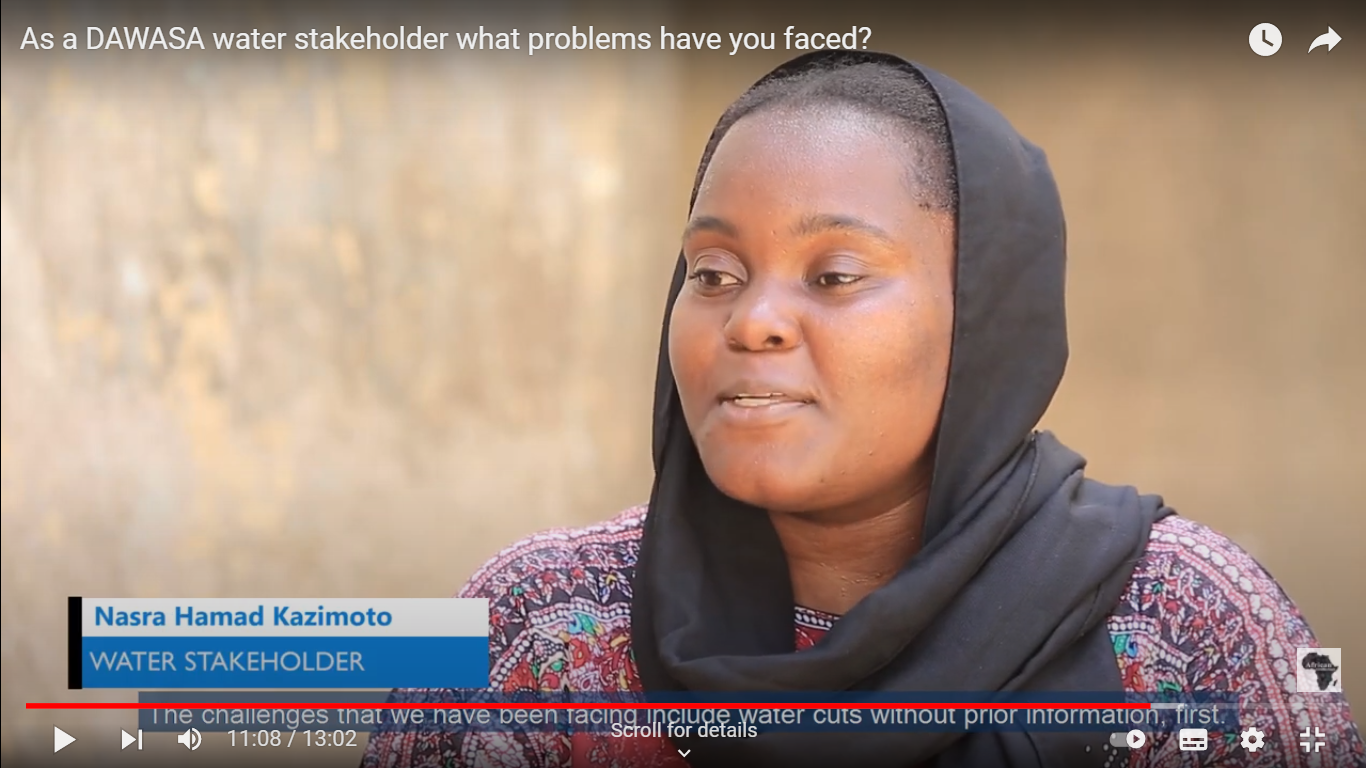 As a DAWASA water stakeholder what problems have you faced?
Nasra Hamad Kazimoto
WATER STAKEHOLDER
The challenges that we have been facing include water cuts without prior information, first.
Scroll for details
11:08 / 13:02
African